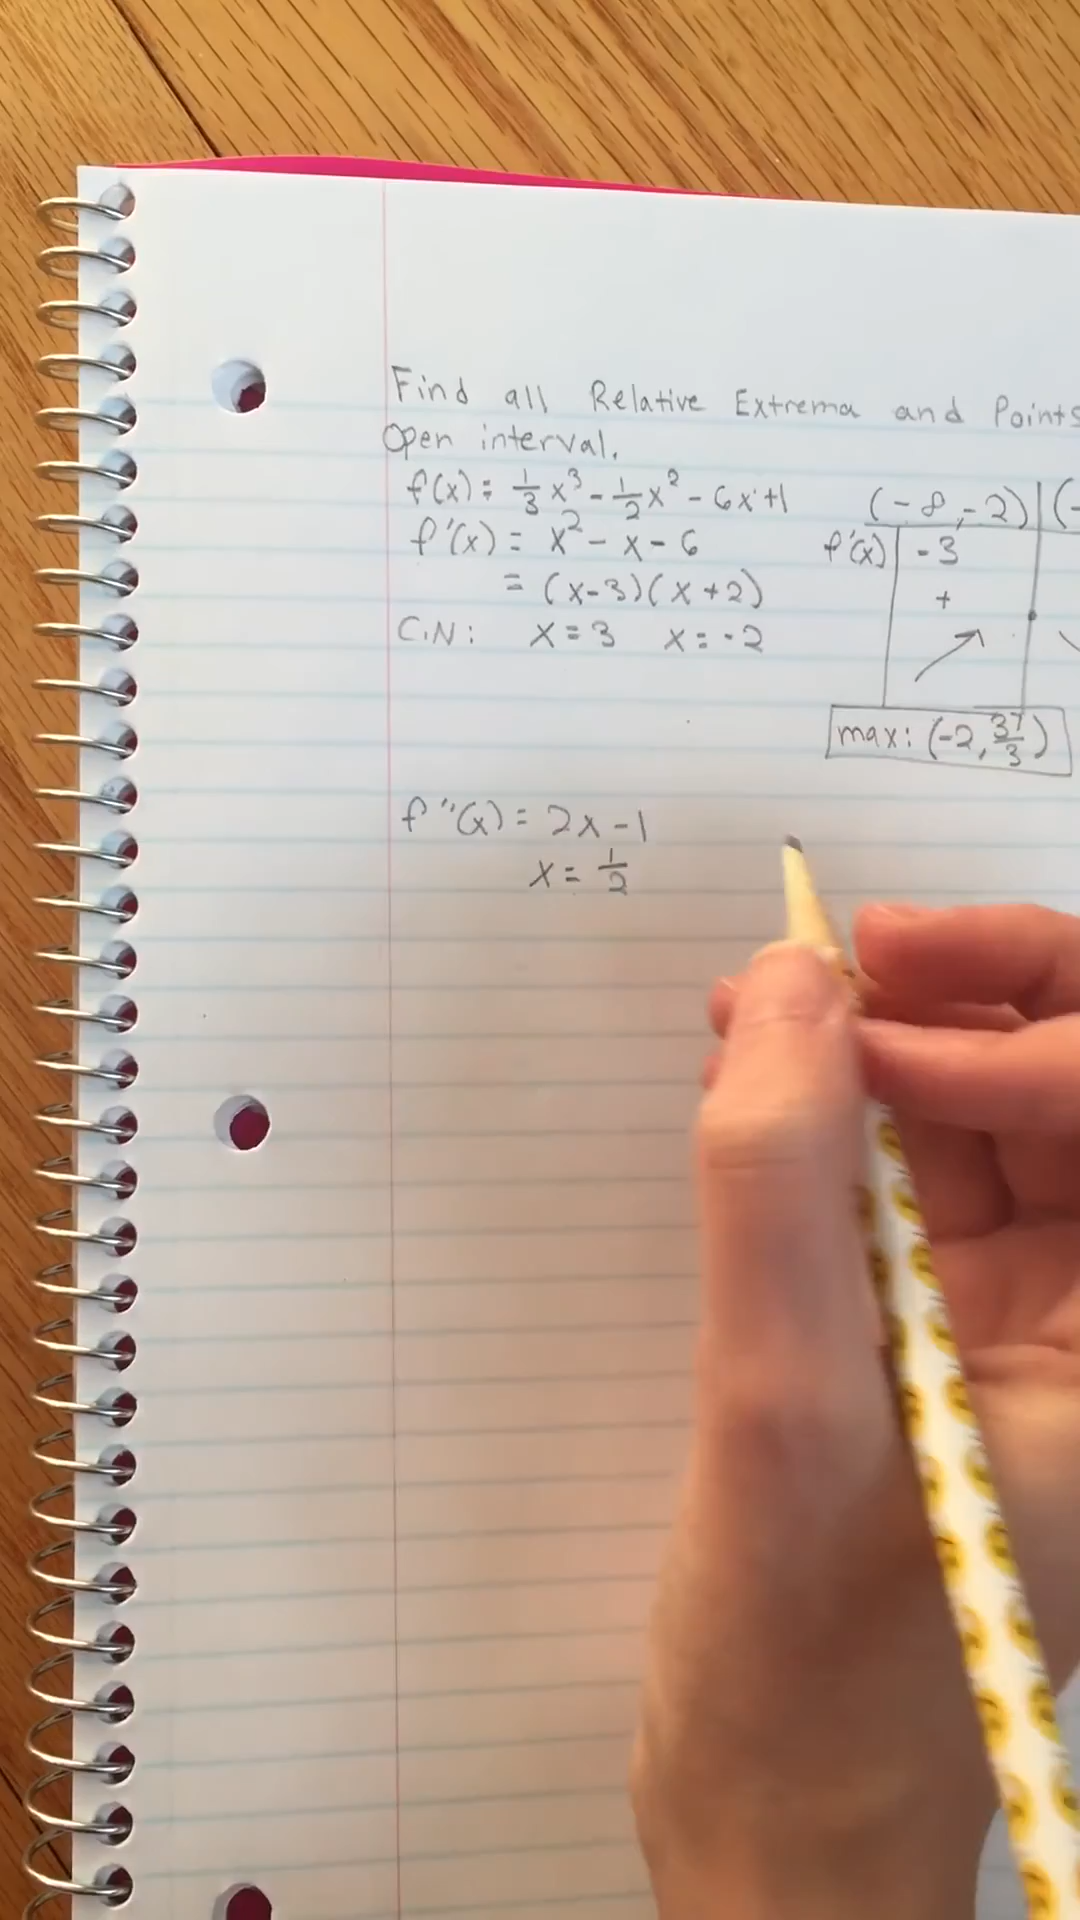 Find all Relative Extrema and Points
Open interval.
f(x) = 1/3 x³ - 1/2 x² - 6x + 1
f'(x) = x² - x - 6
= (x-3)(x+2)
C.N: x = 3 x = -2
(-∞, -2) (-
f'(x) -3
+
max: (-2, 37/3)
f"(x) = 2x - 1
x = 1/2